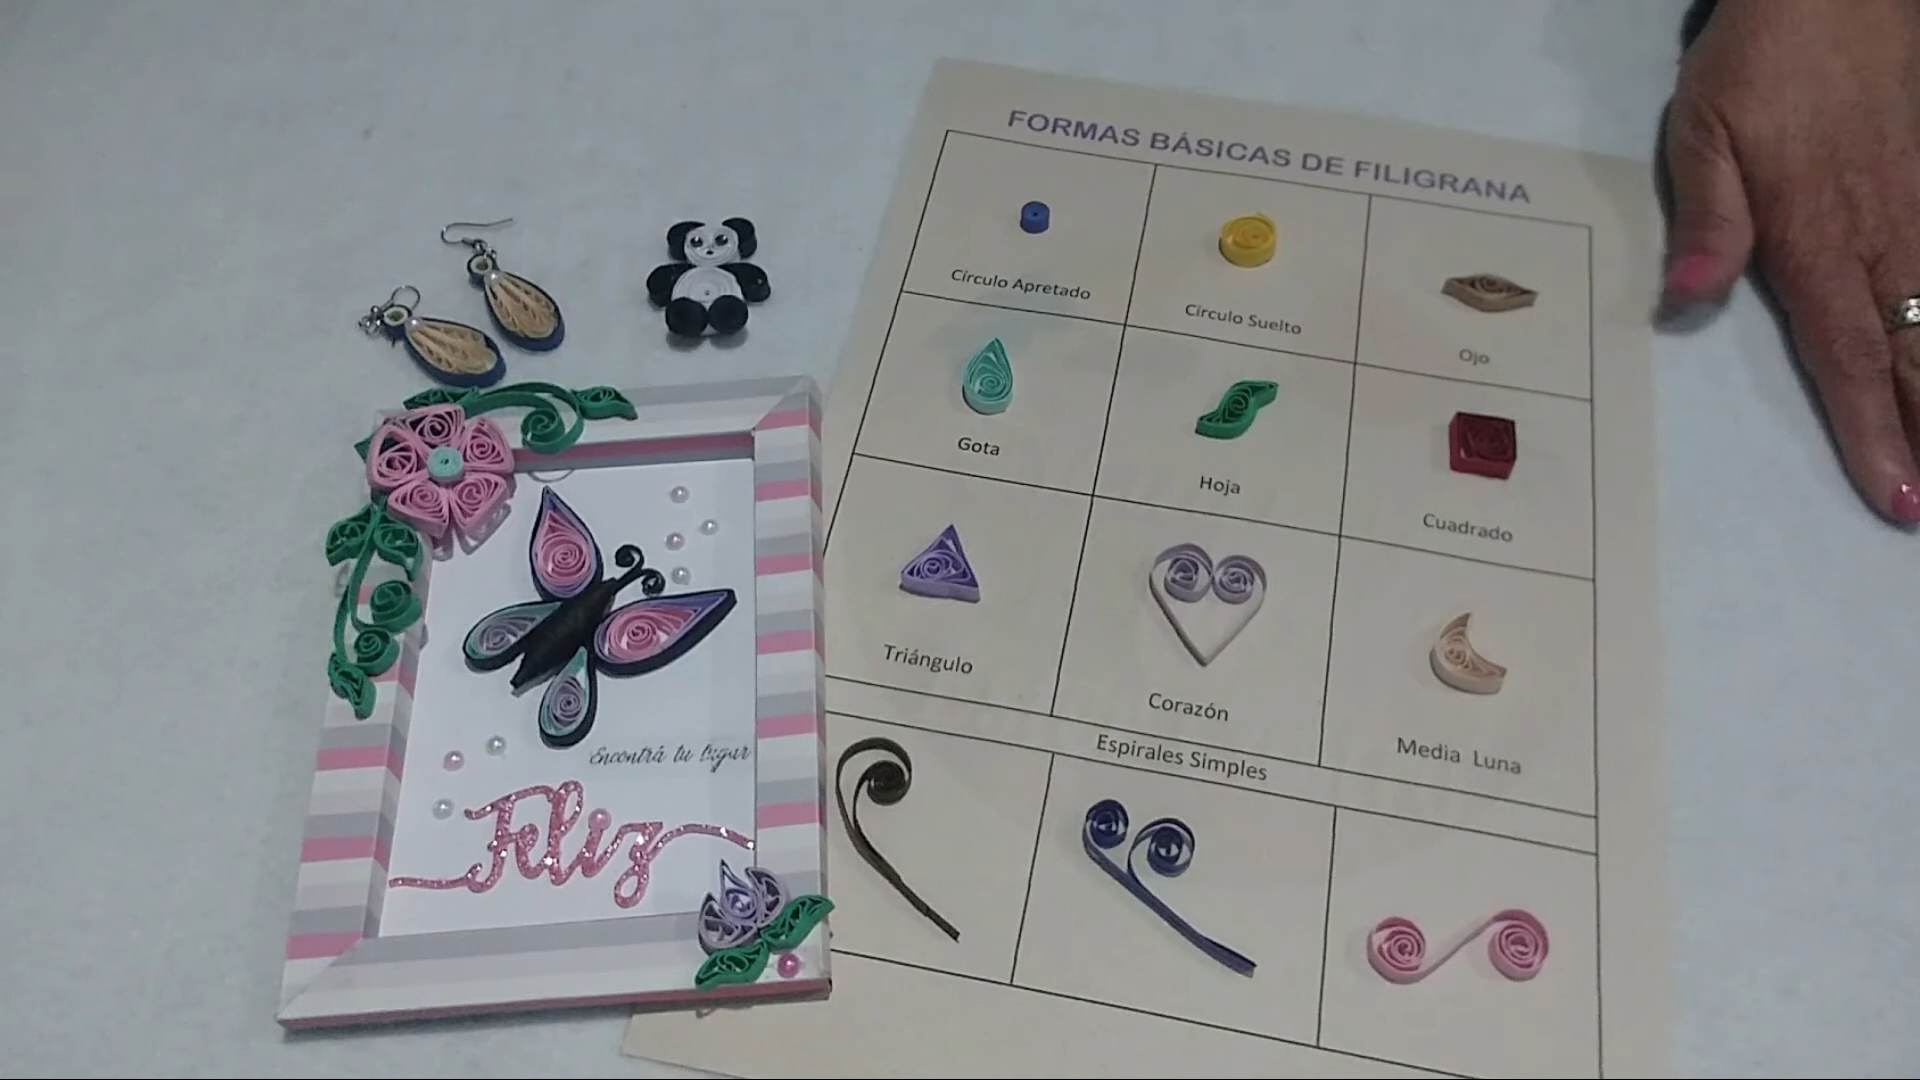 FORMAS BÁSICAS DE FILIGRANA
Círculo Apretado
Círculo Suelto
Ojo
Gota
Hoja
Cuadrado
Triángulo
Corazón
Media Luna
Espirales Simples
Encontrá tu lugar
Feliz